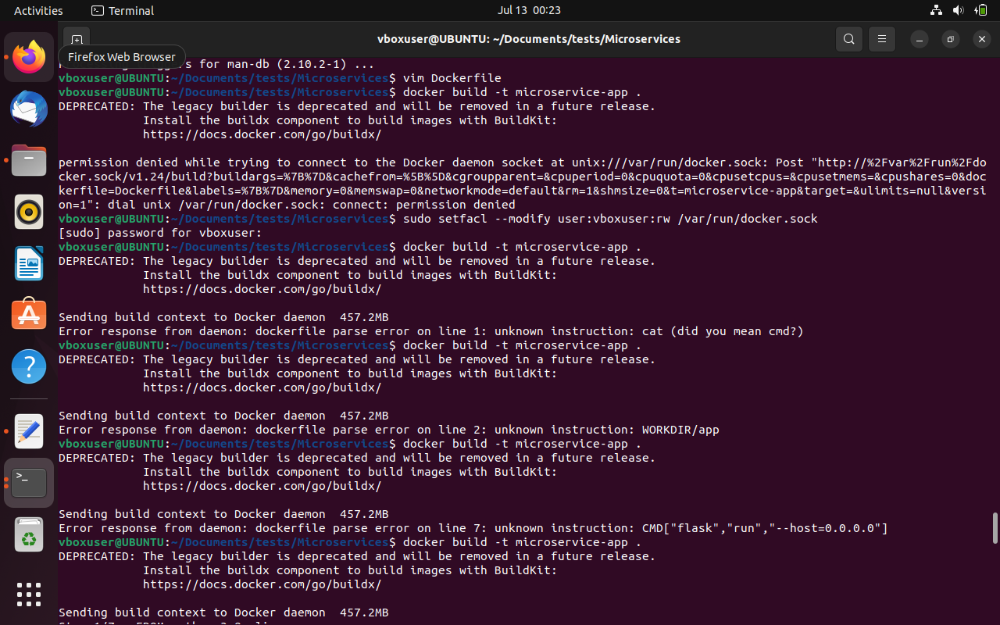 Activities
Terminal
Jul 13 00:23
vboxuser@UBUNTU: ~/Documents/tests/Microservices
Firefox Web Browser
for man-db (2.10.2-1) ...
vboxuser@UBUNTU:~/Documents/tests/Microservices$ vim Dockerfile
vboxuser@UBUNTU:~/Documents/tests/Microservices$ docker build -t microservice-app .
DEPRECATED: The legacy builder is deprecated and will be removed in a future release.
Install the buildx component to build images with BuildKit:
https://docs.docker.com/go/buildx/
permission denied while trying to connect to the Docker daemon socket at unix:///var/run/docker.sock: Post "http://%2Fvar%2Frun%2Fdo
cker.sock/v1.24/build?buildargs=%7B%7D&cachefrom=%5B%5D&cgroupparent=&cpuperiod=0&cpuquota=0&cpusetcpus=&cpusetmems=&cpushares=0&doc
kerfile=Dockerfile&labels=%7B%7D&memory=0&memswap=0&networkmode=default&rm=1&shmsize=0&t=microservice-app&target=&ulimits=null&versi
on=1": dial unix /var/run/docker.sock: connect: permission denied
vboxuser@UBUNTU:~/Documents/tests/Microservices$ sudo setfacl --modify user:vboxuser:rw /var/run/docker.sock
[sudo] password for vboxuser:
vboxuser@UBUNTU:~/Documents/tests/Microservices$ docker build -t microservice-app .
DEPRECATED: The legacy builder is deprecated and will be removed in a future release.
Install the buildx component to build images with BuildKit:
https://docs.docker.com/go/buildx/
Sending build context to Docker daemon  457.2MB
Error response from daemon: dockerfile parse error on line 1: unknown instruction: cat (did you mean cmd?)
vboxuser@UBUNTU:~/Documents/tests/Microservices$ docker build -t microservice-app .
DEPRECATED: The legacy builder is deprecated and will be removed in a future release.
Install the buildx component to build images with BuildKit:
https://docs.docker.com/go/buildx/
Sending build context to Docker daemon  457.2MB
Error response from daemon: dockerfile parse error on line 2: unknown instruction: WORKDIR/app
vboxuser@UBUNTU:~/Documents/tests/Microservices$ docker build -t microservice-app .
DEPRECATED: The legacy builder is deprecated and will be removed in a future release.
Install the buildx component to build images with BuildKit:
https://docs.docker.com/go/buildx/
Sending build context to Docker daemon  457.2MB
Error response from daemon: dockerfile parse error on line 7: unknown instruction: CMD["flask","run","--host=0.0.0.0"]
vboxuser@UBUNTU:~/Documents/tests/Microservices$ docker build -t microservice-app .
DEPRECATED: The legacy builder is deprecated and will be removed in a future release.
Install the buildx component to build images with BuildKit:
https://docs.docker.com/go/buildx/
Sending build context to Docker daemon  457.2MB